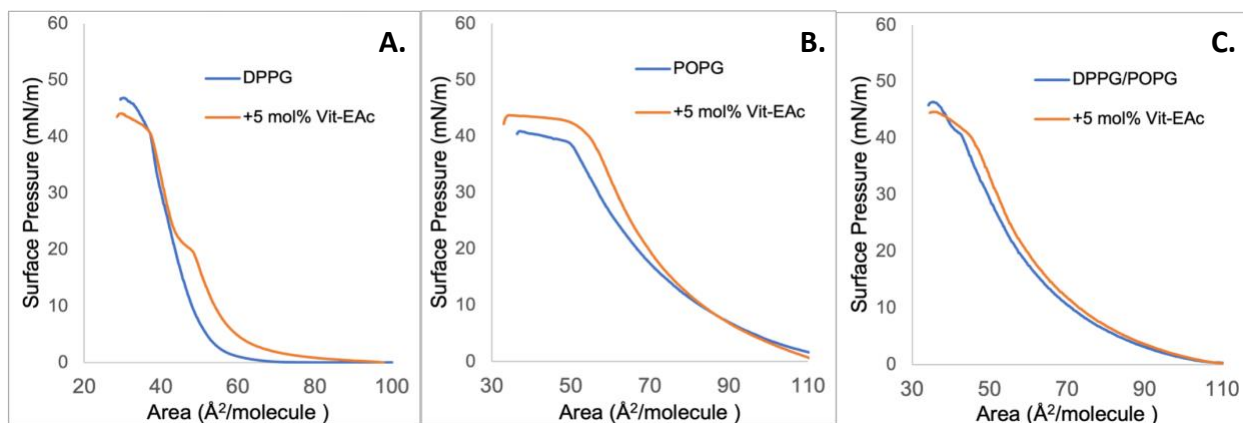 A.
60
50
40
30
20
10
0
Surface Pressure (mN/m)
DPPG
+5 mol% Vit-EAc
20 40 60 80 100
Area (Å²/molecule )
B.
60
50
40
30
20
10
0
Surface Pressure (mN/m)
POPG
+5 mol% Vit-EAc
30 50 70 90 110
Area (Å²/molecule )
C.
60
50
40
30
20
10
0
Surface Pressure (mN/m)
DPPG/POPG
+5 mol% Vit-EAc
30 50 70 90 110
Area (Å²/molecule )